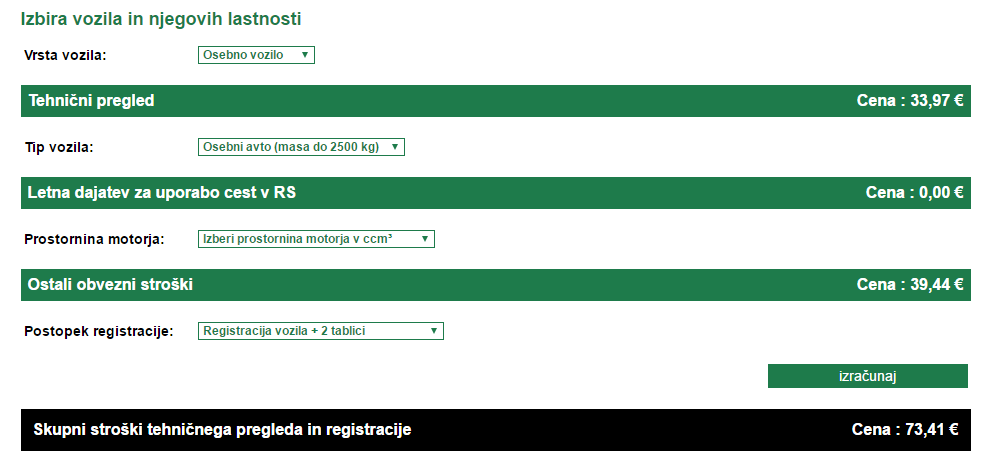 Izbira vozila in njegovih lastnosti
Vrsta vozila: Osebno vozilo
Tehnični pregled Cena : 33,97 €
Tip vozila: Osebni avto (masa do 2500 kg)
Letna dajatev za uporabo cest v RS Cena : 0,00 €
Prostornina motorja: Izberi prostornina motorja v ccm³
Ostali obvezni stroški Cena : 39,44 €
Postopek registracije: Registracija vozila + 2 tablici
izračunaj
Skupni stroški tehničnega pregleda in registracije Cena : 73,41 €